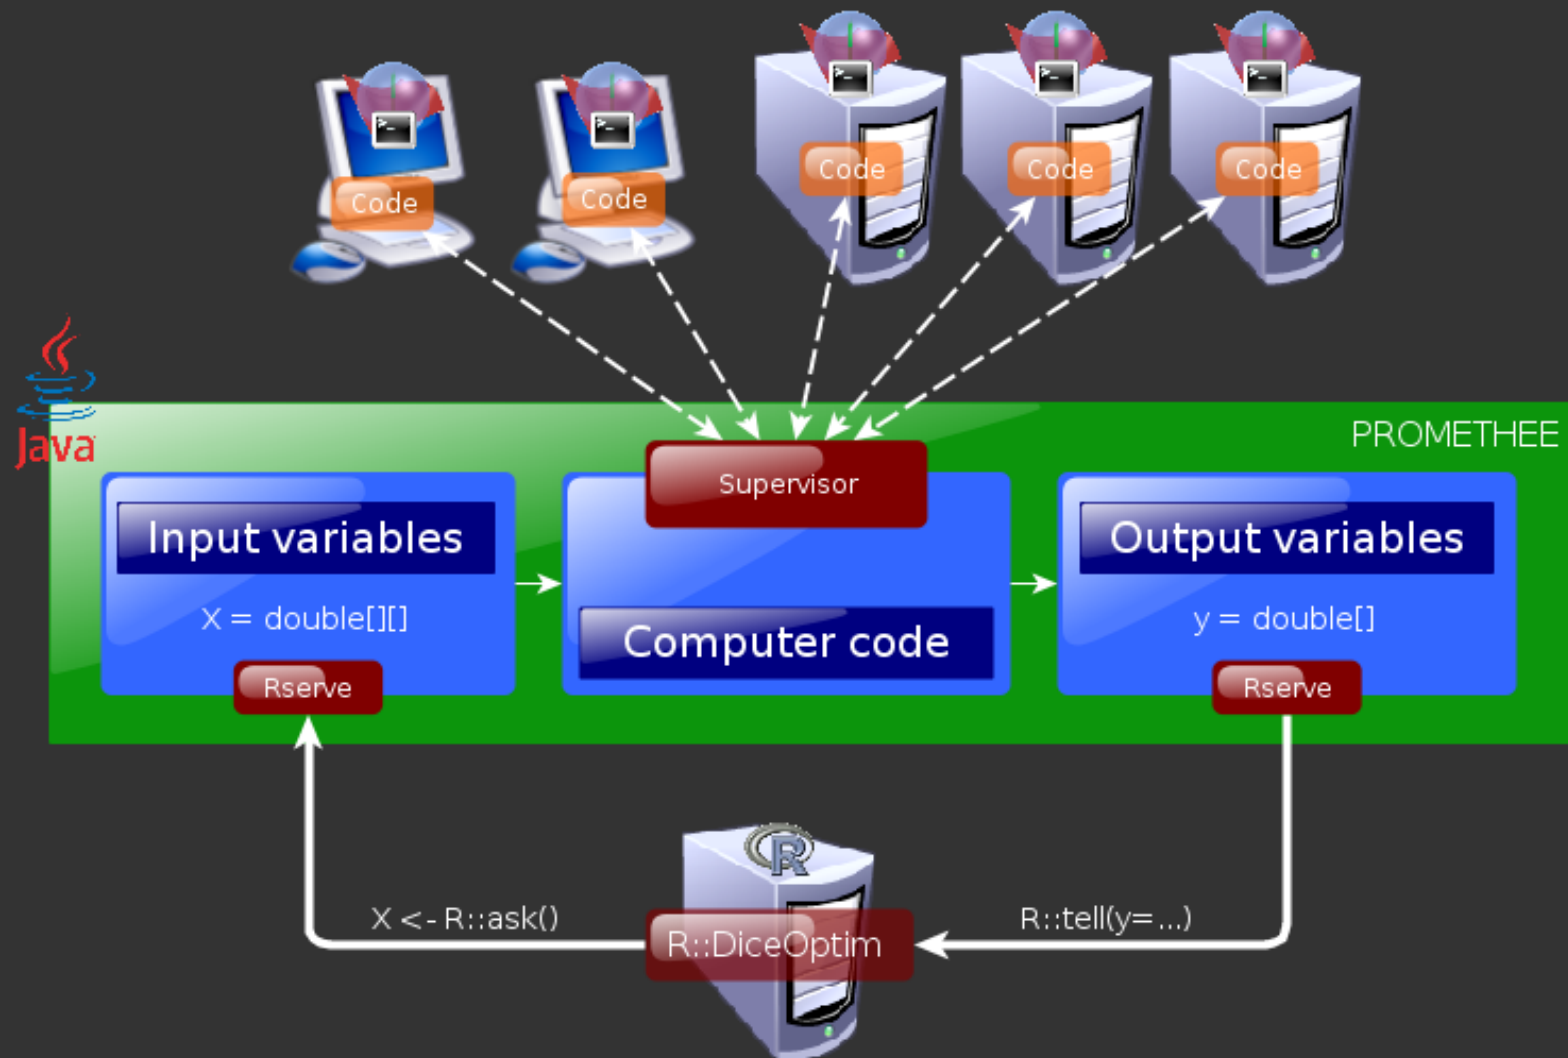 >_
>_
>_
>_
>_
Code
Code
Code
Code
Code
Java
PROMETHEE
Supervisor
Input variables
X = double[][]
Rserve
Computer code
Output variables
y = double[]
Rserve
R
X <- R::ask()
R::DiceOptim
R::tell(y=...)